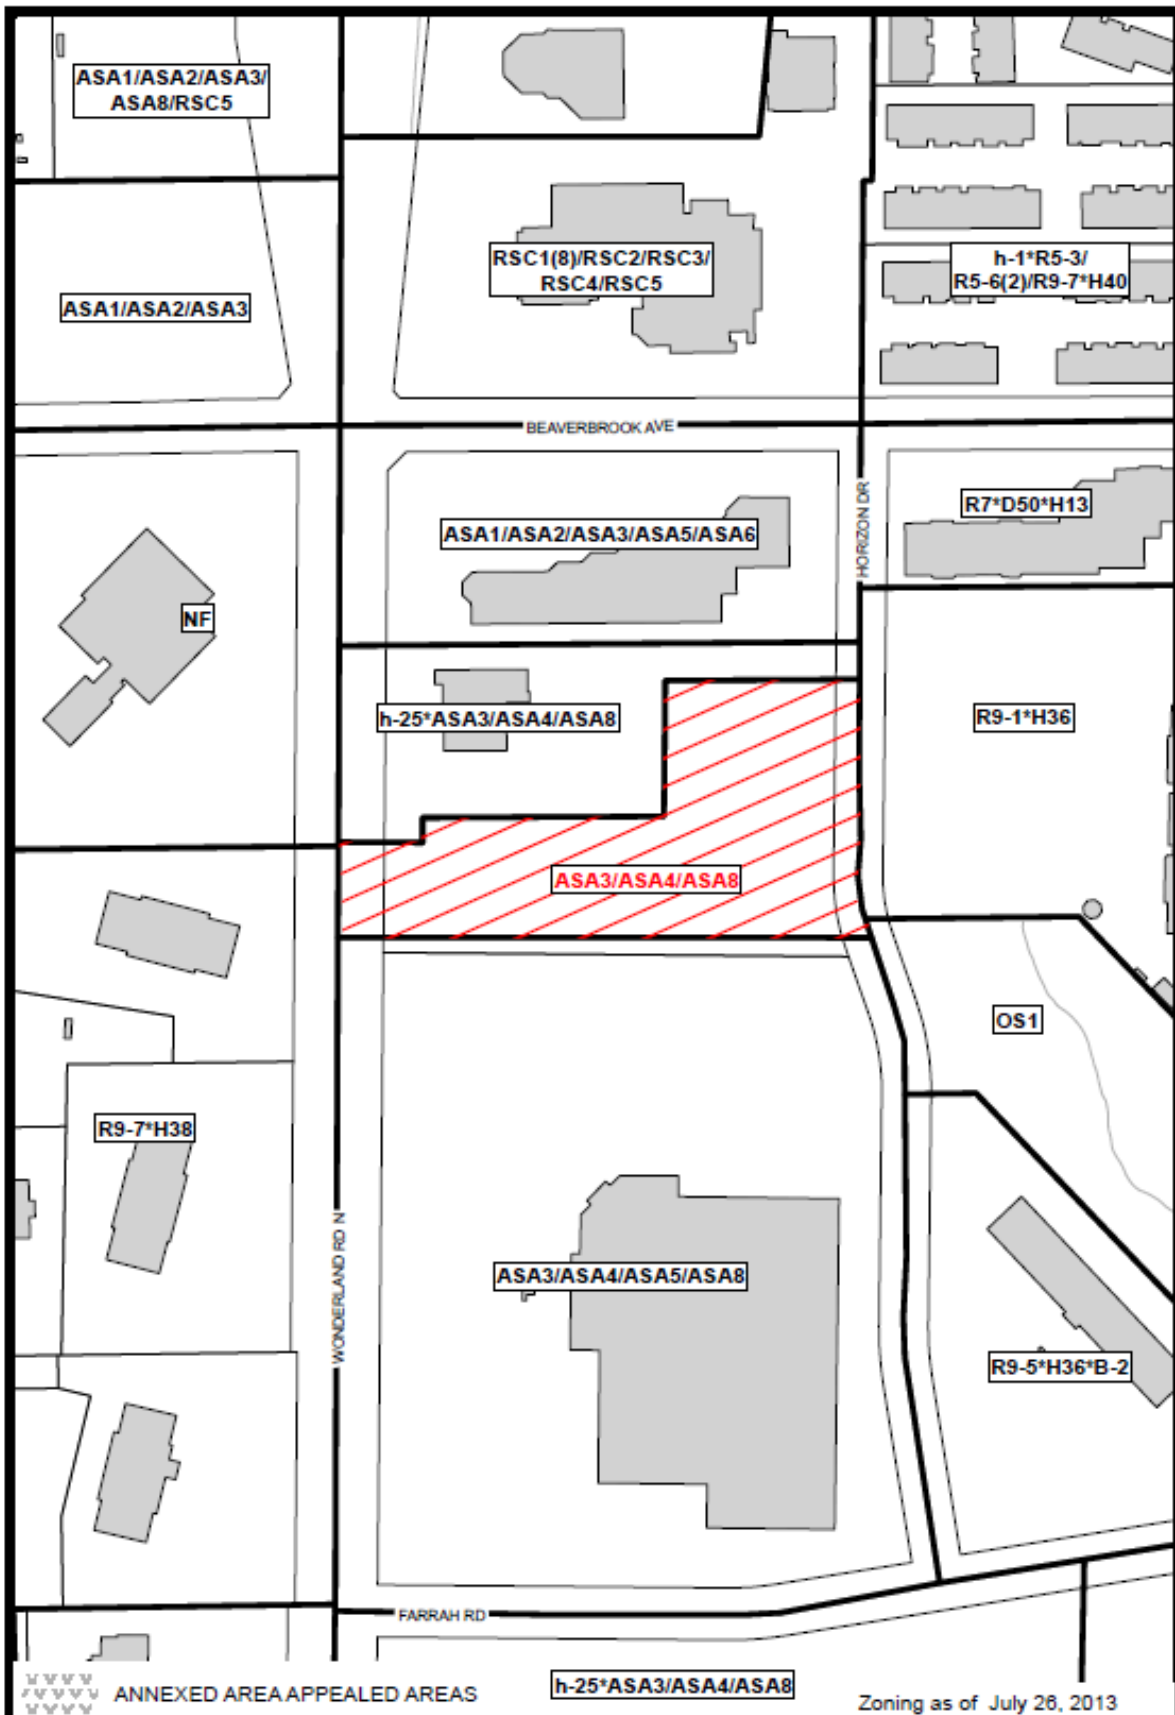 ASA1/ASA2/ASA3/
ASA8/RSC5
RSC1(8)/RSC2/RSC3/
RSC4/RSC5
h-1*R5-3/
R5-6(2)/R9-7*H40
ASA1/ASA2/ASA3
BEAVERBROOK AVE
HORIZON DR
R7*D50*H13
ASA1/ASA2/ASA3/ASA5/ASA6
NF
h-25*ASA3/ASA4/ASA8
R9-1*H36
ASA3/ASA4/ASA8
OS1
R9-7*H38
WONDERLAND RD N
ASA3/ASA4/ASA5/ASA8
R9-5*H36*B-2
FARRAH RD
ANNEXED AREA APPEALED AREAS
h-25*ASA3/ASA4/ASA8
Zoning as of July 26, 2013